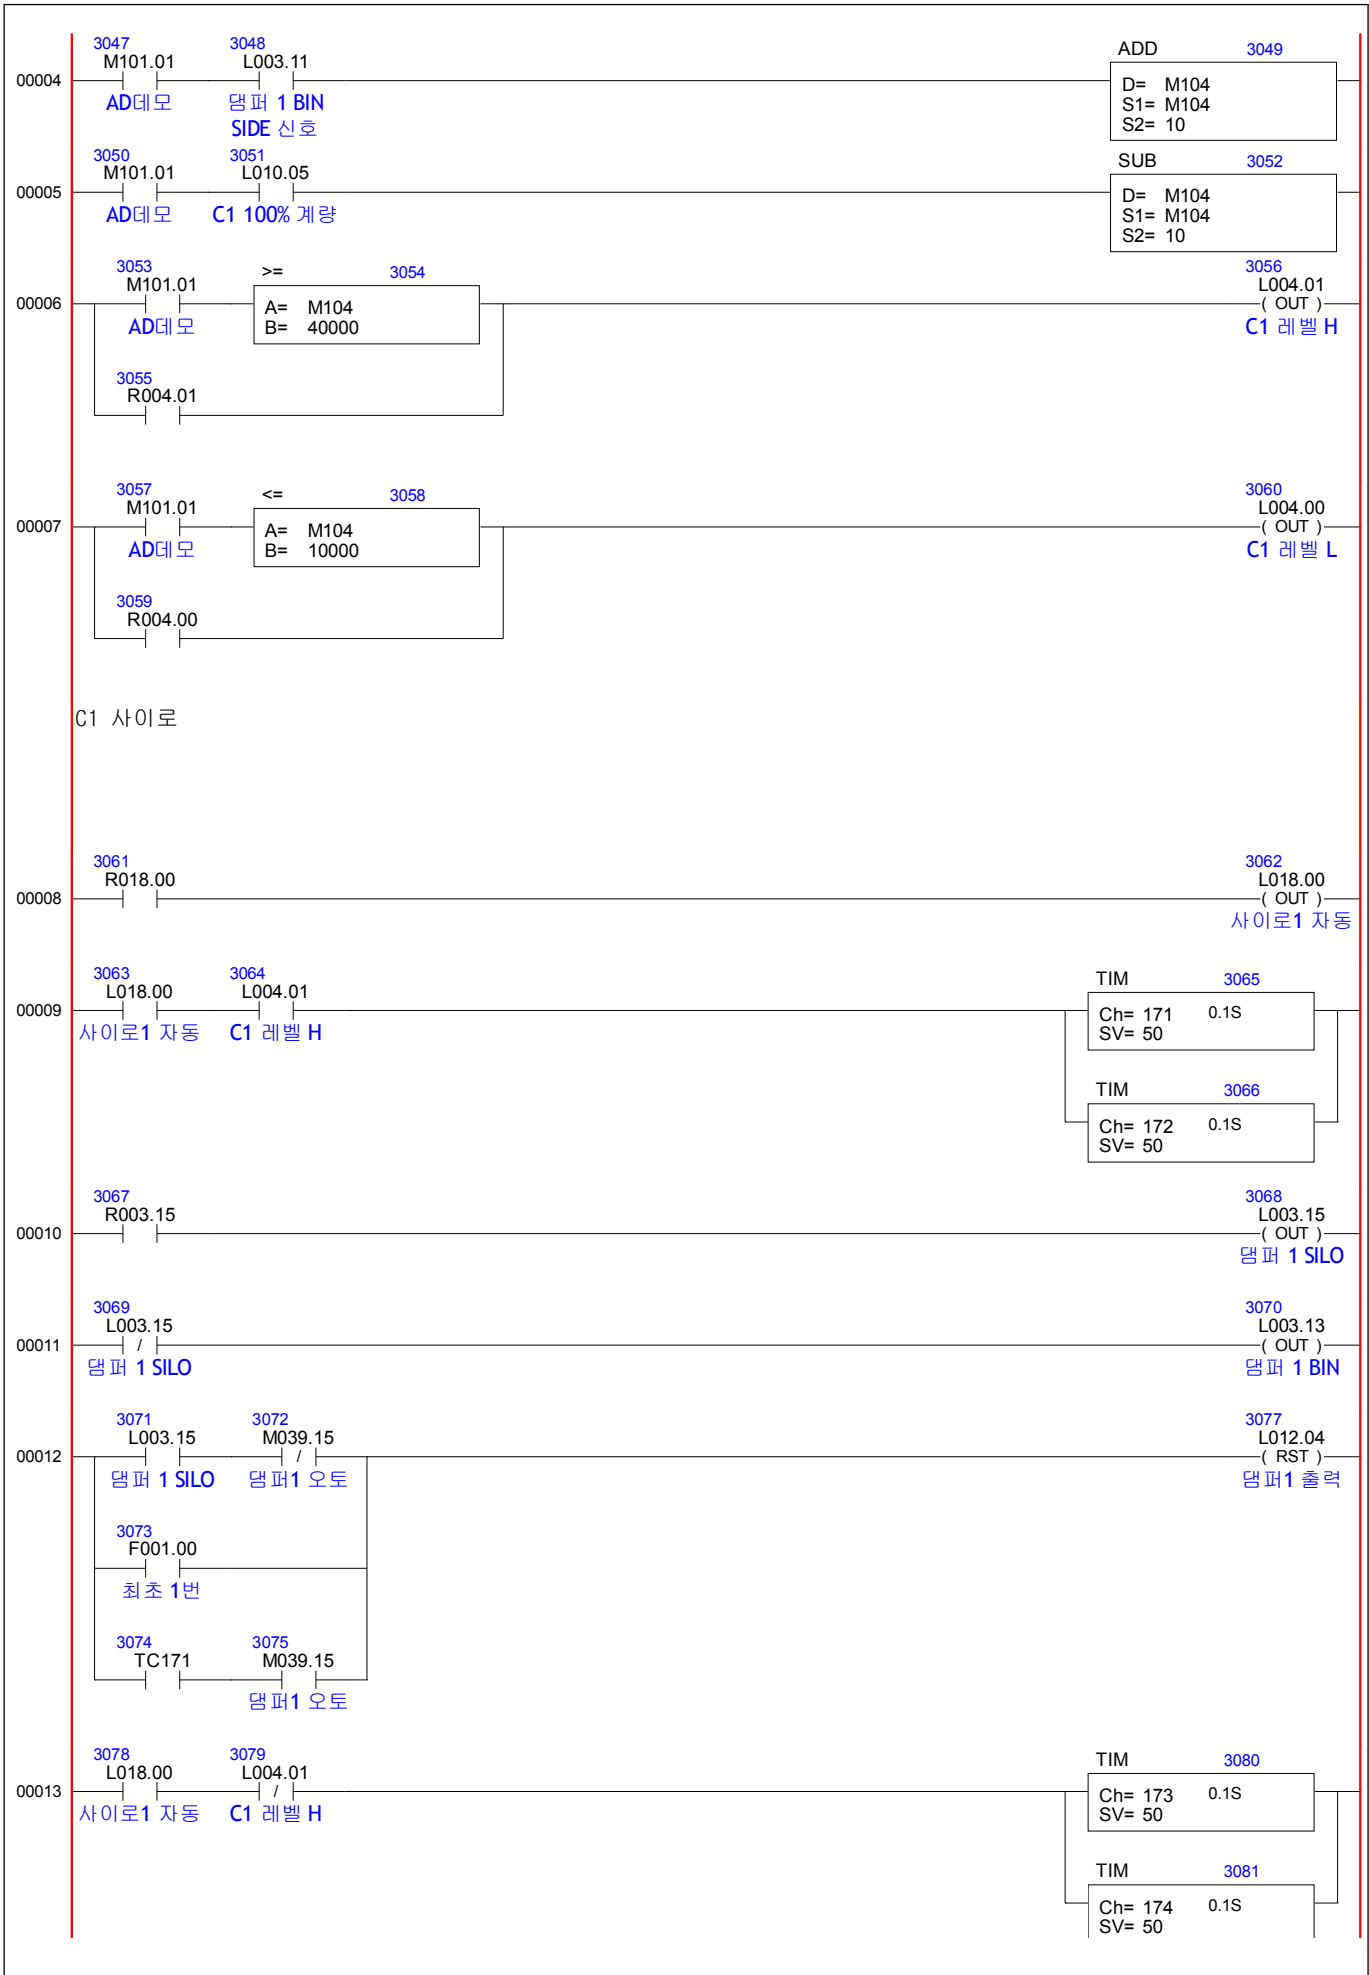 3047 3048
M101.01 L003.11 ADD 3049
00004
AD데모 댐퍼 1 BIN D= M104
SIDE 신호 S1= M104
S2= 10
3050 3051
M101.01 L010.05 SUB 3052
00005
AD데모 C1 100% 계량 D= M104
S1= M104
S2= 10
3053 >= 3054 3056
M101.01 L004.01
00006 A= M104 ( OUT )
AD데모 B= 40000 C1 레벨 H
3055
R004.01
3057 <= 3058 3060
M101.01 L004.00
00007 A= M104 ( OUT )
AD데모 B= 10000 C1 레벨 L
3059
R004.00
C1 사이로
3061 3062
R018.00 L018.00
00008 ( OUT )
사이로1 자동
3063 3064 TIM 3065
L018.00 L004.01
00009 Ch= 171 0.1S
사이로1 자동 C1 레벨 H SV= 50
TIM 3066
Ch= 172 0.1S
SV= 50
3067 3068
R003.15 L003.15
00010 ( OUT )
댐퍼 1 SILO
3069 3070
L003.15 L003.13
00011 / ( OUT )
댐퍼 1 SILO 댐퍼 1 BIN
3071 3072 3077
L003.15 M039.15 L012.04
00012 / ( RST )
댐퍼 1 SILO 댐퍼1 오토 댐퍼1 출력
3073
F001.00
최초 1번
3074 3075
TC171 M039.15
댐퍼1 오토
3078 3079 TIM 3080
L018.00 L004.01
00013 / Ch= 173 0.1S
사이로1 자동 C1 레벨 H SV= 50
TIM 3081
Ch= 174 0.1S
SV= 50